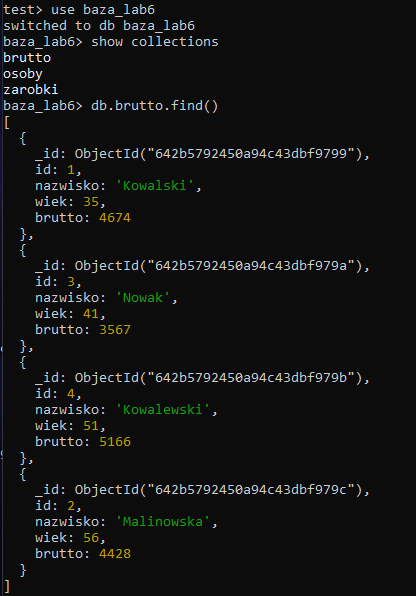 test> use baza_lab6
switched to db baza_lab6
baza_lab6> show collections
brutto
osoby
zarobki
baza_lab6> db.brutto.find()
[
  {
    _id: ObjectId("642b5792450a94c43dbf9799"),
    id: 1,
    nazwisko: 'Kowalski',
    wiek: 35,
    brutto: 4674
  },
  {
    _id: ObjectId("642b5792450a94c43dbf979a"),
    id: 3,
    nazwisko: 'Nowak',
    wiek: 41,
    brutto: 3567
  },
  {
    _id: ObjectId("642b5792450a94c43dbf979b"),
    id: 4,
    nazwisko: 'Kowalewski',
    wiek: 51,
    brutto: 5166
  },
  {
    _id: ObjectId("642b5792450a94c43dbf979c"),
    id: 2,
    nazwisko: 'Malinowska',
    wiek: 56,
    brutto: 4428
  }
]